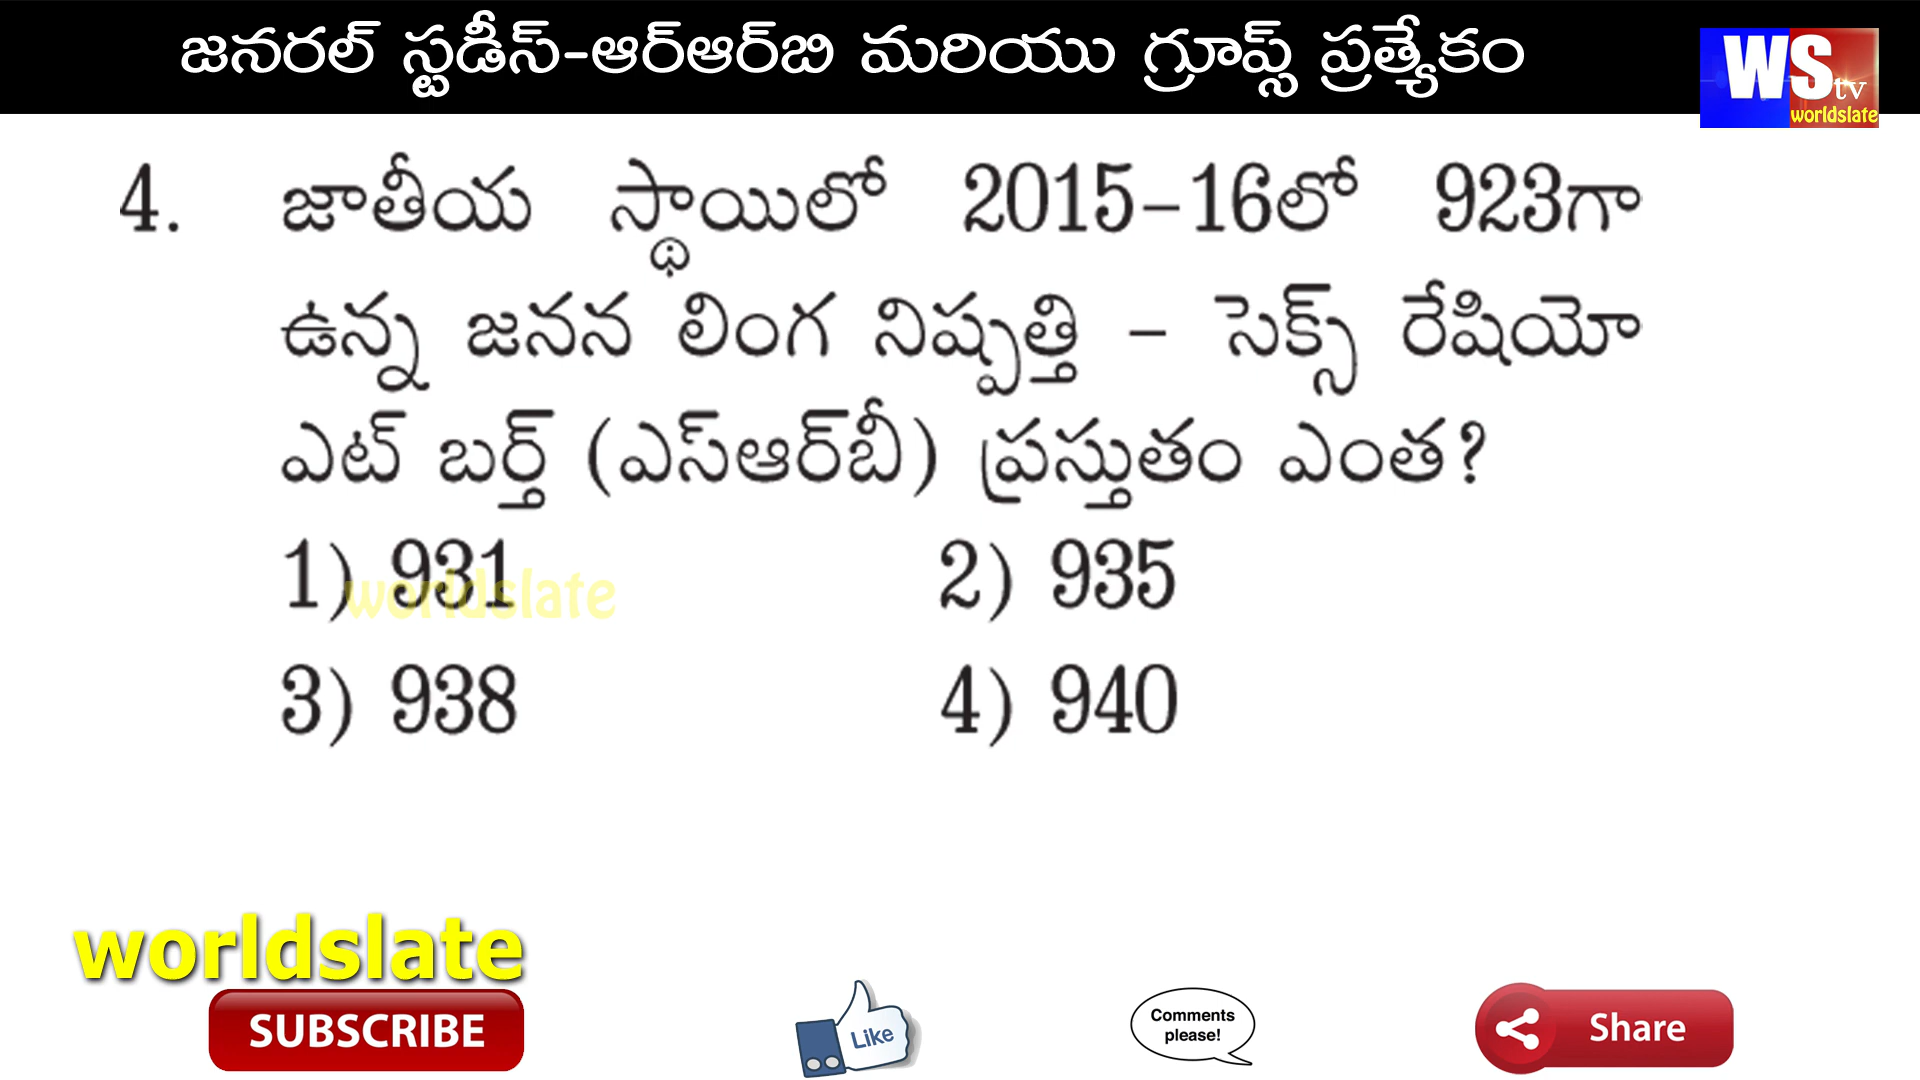 జనరల్ స్టడీస్-ఆర్ఆర్‌బి మరియు గ్రూప్స్ ప్రత్యేకం
WS tv
worldslate
4. జాతీయ స్థాయిలో 2015-16లో 923గా
ఉన్న జనన లింగ నిష్పత్తి - సెక్స్ రేషియో
ఎట్ బర్త్ (ఎస్ఆర్‌బీ) ప్రస్తుతం ఎంత?
1) 931 2) 935
worldslate
3) 938 4) 940
worldslate
SUBSCRIBE
Like
Comments
please!
Share